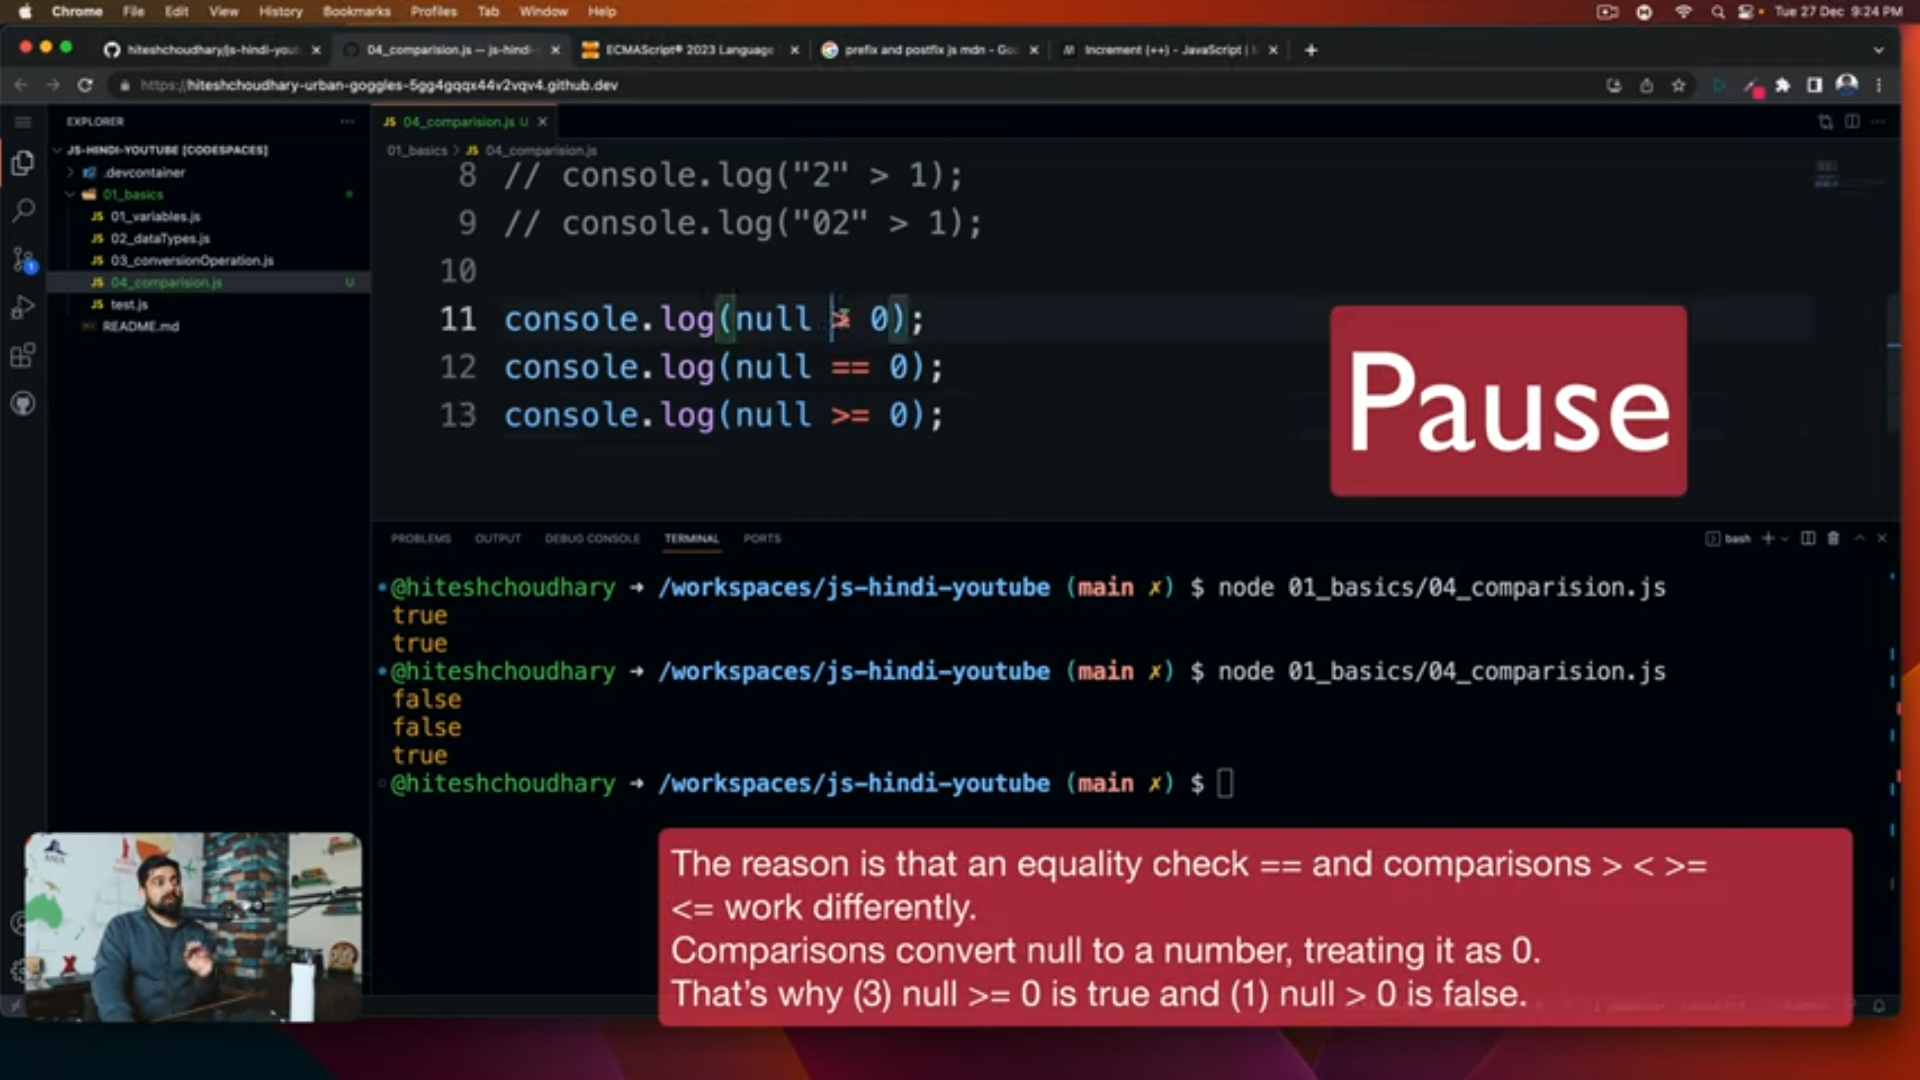 Chrome File Edit View History Bookmarks Profiles Tab Window Help
Tue 27 Dec 9:24 PM
hiteshchoudhary/js-hindi-you
04_comparision.js — js-hindi-
ECMAScript® 2023 Language
prefix and postfix js mdn - Go
Increment (++) - JavaScript |
https://hiteshchoudhary-urban-goggles-5gg4gqqx44v2vqv4.github.dev
EXPLORER
JS-HINDI-YOUTUBE [CODESPACES]
.devcontainer
01_basics
JS 01_variables.js
JS 02_dataTypes.js
JS 03_conversionOperation.js
JS 04_comparision.js U
JS test.js
README.md
JS 04_comparision.js U
01_basics > JS 04_comparision.js
8 // console.log("2" > 1);
9 // console.log("02" > 1);
10
11 console.log(null > 0);
12 console.log(null == 0);
13 console.log(null >= 0);
Pause
PROBLEMS OUTPUT DEBUG CONSOLE TERMINAL PORTS
bash
@hiteshchoudhary → /workspaces/js-hindi-youtube (main ✗) $ node 01_basics/04_comparision.js
true
true
@hiteshchoudhary → /workspaces/js-hindi-youtube (main ✗) $ node 01_basics/04_comparision.js
false
false
true
@hiteshchoudhary → /workspaces/js-hindi-youtube (main ✗) $
The reason is that an equality check == and comparisons > < >=
<= work differently.
Comparisons convert null to a number, treating it as 0.
That's why (3) null >= 0 is true and (1) null > 0 is false.